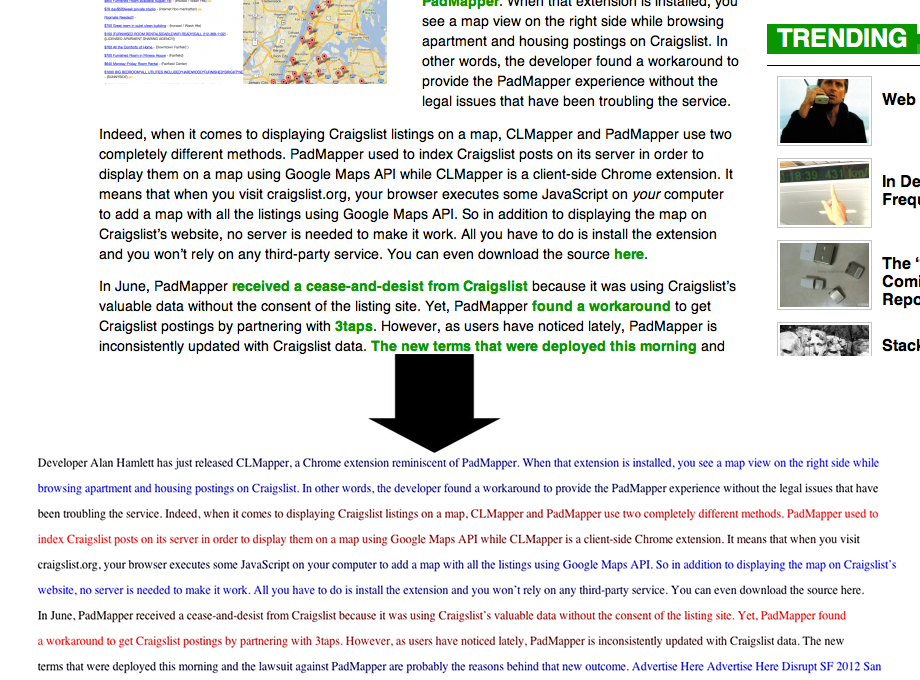 PadMapper. When that extension is installed, you
see a map view on the right side while browsing
apartment and housing postings on Craigslist. In
other words, the developer found a workaround to
provide the PadMapper experience without the
legal issues that have been troubling the service.
Indeed, when it comes to displaying Craigslist listings on a map, CLMapper and PadMapper use two
completely different methods. PadMapper used to index Craigslist posts on its server in order to
display them on a map using Google Maps API while CLMapper is a client-side Chrome extension. It
means that when you visit craigslist.org, your browser executes some JavaScript on your computer
to add a map with all the listings using Google Maps API. So in addition to displaying the map on
Craigslist's website, no server is needed to make it work. All you have to do is install the extension
and you won't rely on any third-party service. You can even download the source here.
In June, PadMapper received a cease-and-desist from Craigslist because it was using Craigslist's
valuable data without the consent of the listing site. Yet, PadMapper found a workaround to get
Craigslist postings by partnering with 3taps. However, as users have noticed lately, PadMapper is
inconsistently updated with Craigslist data. The new terms that were deployed this morning and
TRENDING
Web
In De
Frequ
The ‘
Comi
Repo
Stack
Developer Alan Hamlett has just released CLMapper, a Chrome extension reminiscent of PadMapper. When that extension is installed, you see a map view on the right side while
browsing apartment and housing postings on Craigslist. In other words, the developer found a workaround to provide the PadMapper experience without the legal issues that have
been troubling the service. Indeed, when it comes to displaying Craigslist listings on a map, CLMapper and PadMapper use two completely different methods. PadMapper used to
index Craigslist posts on its server in order to display them on a map using Google Maps API while CLMapper is a client-side Chrome extension. It means that when you visit
craigslist.org, your browser executes some JavaScript on your computer to add a map with all the listings using Google Maps API. So in addition to displaying the map on Craigslist's
website, no server is needed to make it work. All you have to do is install the extension and you won't rely on any third-party service. You can even download the source here.
In June, PadMapper received a cease-and-desist from Craigslist because it was using Craigslist's valuable data without the consent of the listing site. Yet, PadMapper found
a workaround to get Craigslist postings by partnering with 3taps. However, as users have noticed lately, PadMapper is inconsistently updated with Craigslist data. The new
terms that were deployed this morning and the lawsuit against PadMapper are probably the reasons behind that new outcome. Advertise Here Advertise Here Disrupt SF 2012 San